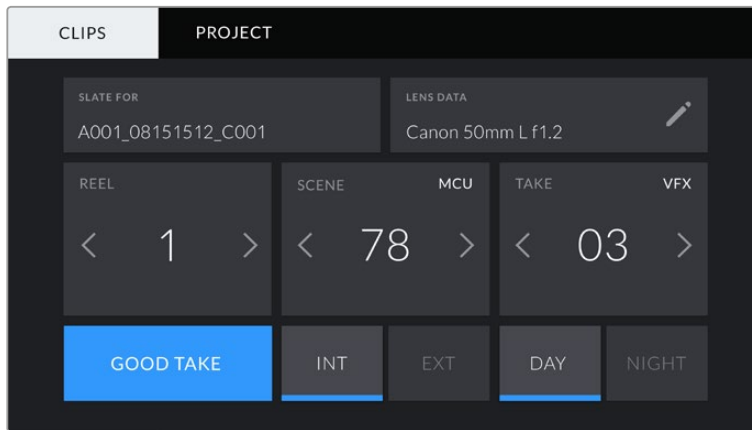 CLIPS PROJECT
SLATE FOR
A001_08151512_C001
LENS DATA
Canon 50mm L f1.2
REEL
1
SCENE MCU
78
TAKE VFX
03
GOOD TAKE INT EXT DAY NIGHT